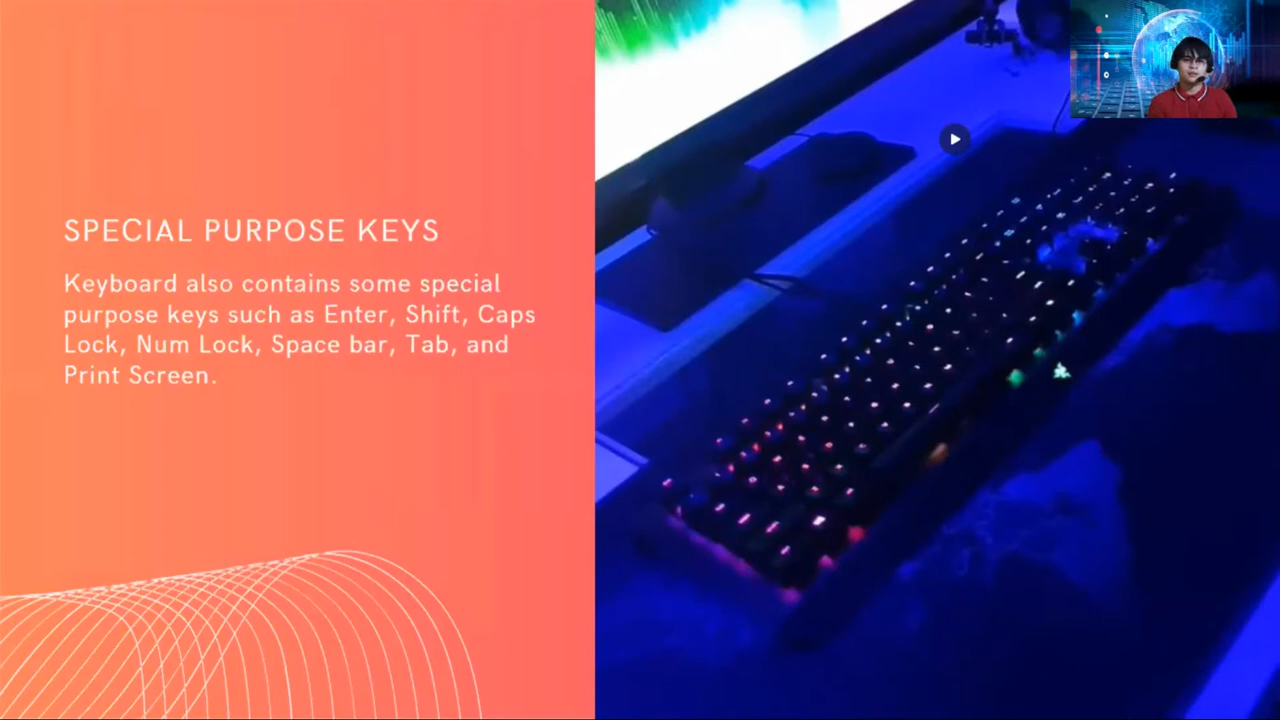 SPECIAL PURPOSE KEYS
Keyboard also contains some special
purpose keys such as Enter, Shift, Caps
Lock, Num Lock, Space bar, Tab, and
Print Screen.